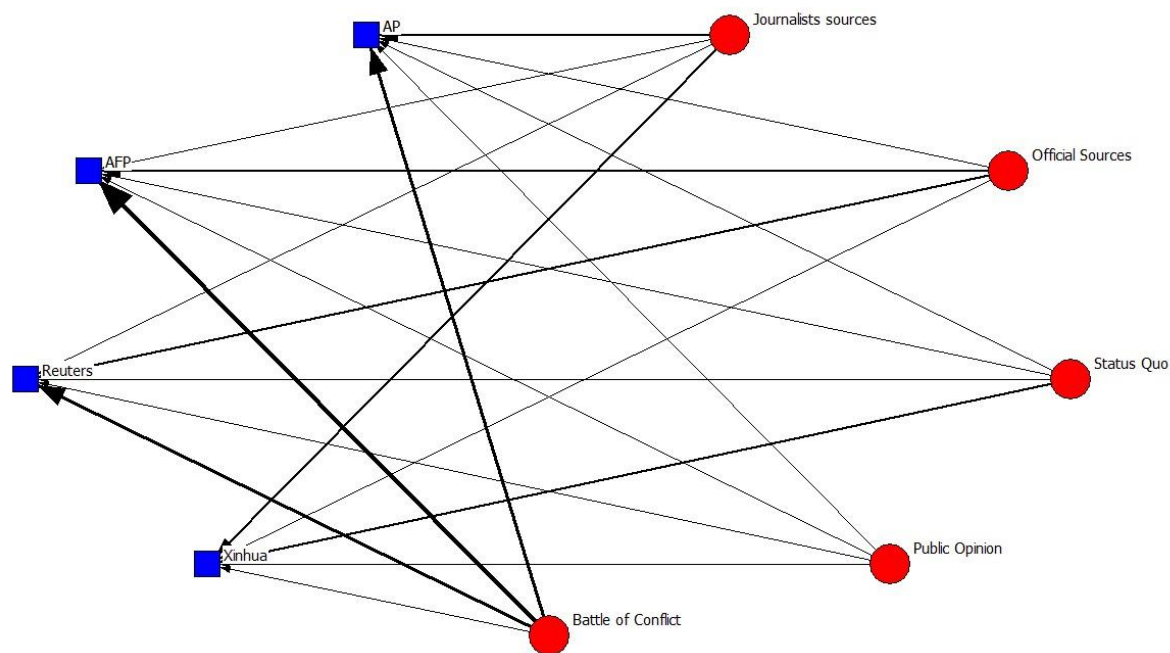 AP
Journalists sources
AFP
Official Sources
Reuters
Status Quo
Xinhua
Public Opinion
Battle of Conflict